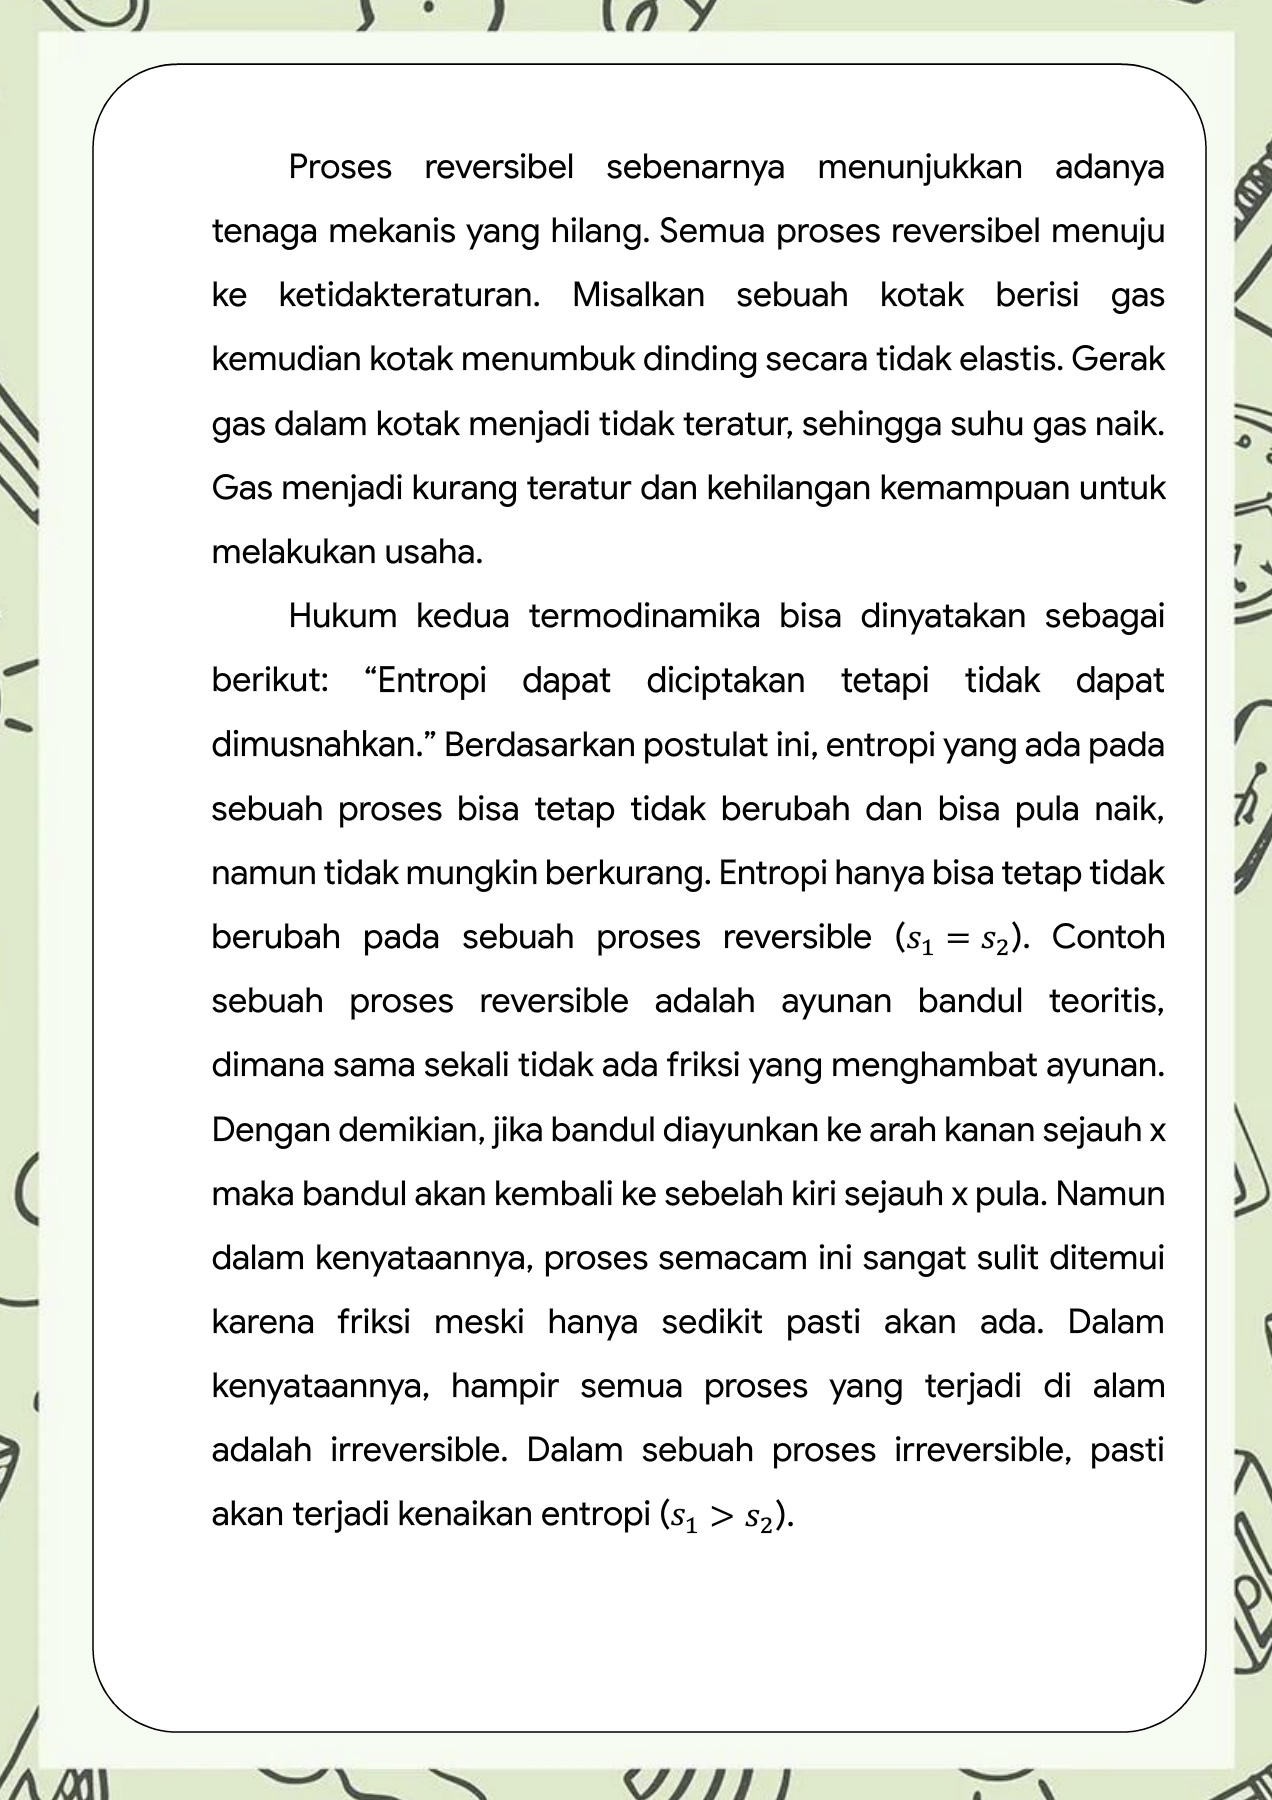 Proses reversibel sebenarnya menunjukkan adanya
tenaga mekanis yang hilang. Semua proses reversibel menuju
ke ketidakteraturan. Misalkan sebuah kotak berisi gas
kemudian kotak menumbuk dinding secara tidak elastis. Gerak
gas dalam kotak menjadi tidak teratur, sehingga suhu gas naik.
Gas menjadi kurang teratur dan kehilangan kemampuan untuk
melakukan usaha.
Hukum kedua termodinamika bisa dinyatakan sebagai
berikut: “Entropi dapat diciptakan tetapi tidak dapat
dimusnahkan.” Berdasarkan postulat ini, entropi yang ada pada
sebuah proses bisa tetap tidak berubah dan bisa pula naik,
namun tidak mungkin berkurang. Entropi hanya bisa tetap tidak
berubah pada sebuah proses reversible (s₁ = s₂). Contoh
sebuah proses reversible adalah ayunan bandul teoritis,
dimana sama sekali tidak ada friksi yang menghambat ayunan.
Dengan demikian, jika bandul diayunkan ke arah kanan sejauh x
maka bandul akan kembali ke sebelah kiri sejauh x pula. Namun
dalam kenyataannya, proses semacam ini sangat sulit ditemui
karena friksi meski hanya sedikit pasti akan ada. Dalam
kenyataannya, hampir semua proses yang terjadi di alam
adalah irreversible. Dalam sebuah proses irreversible, pasti
akan terjadi kenaikan entropi (s₁ > s₂).